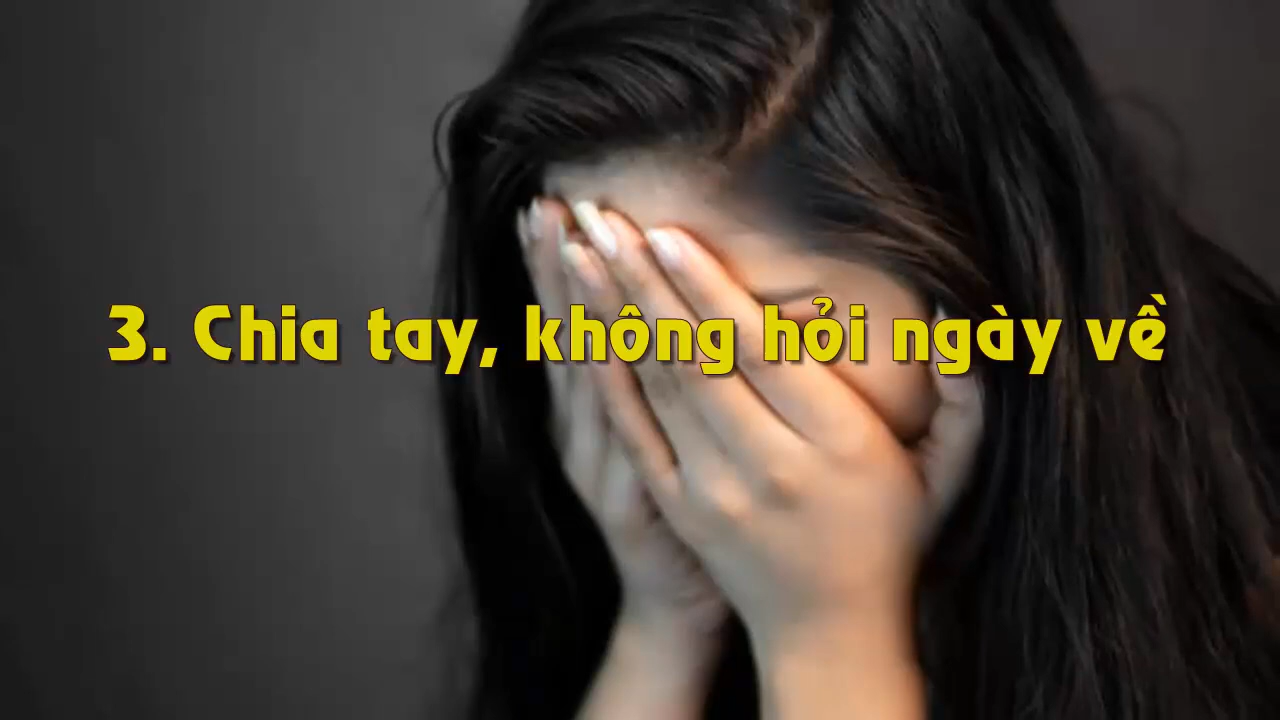 3. Chia tay, không hỏi ngày về